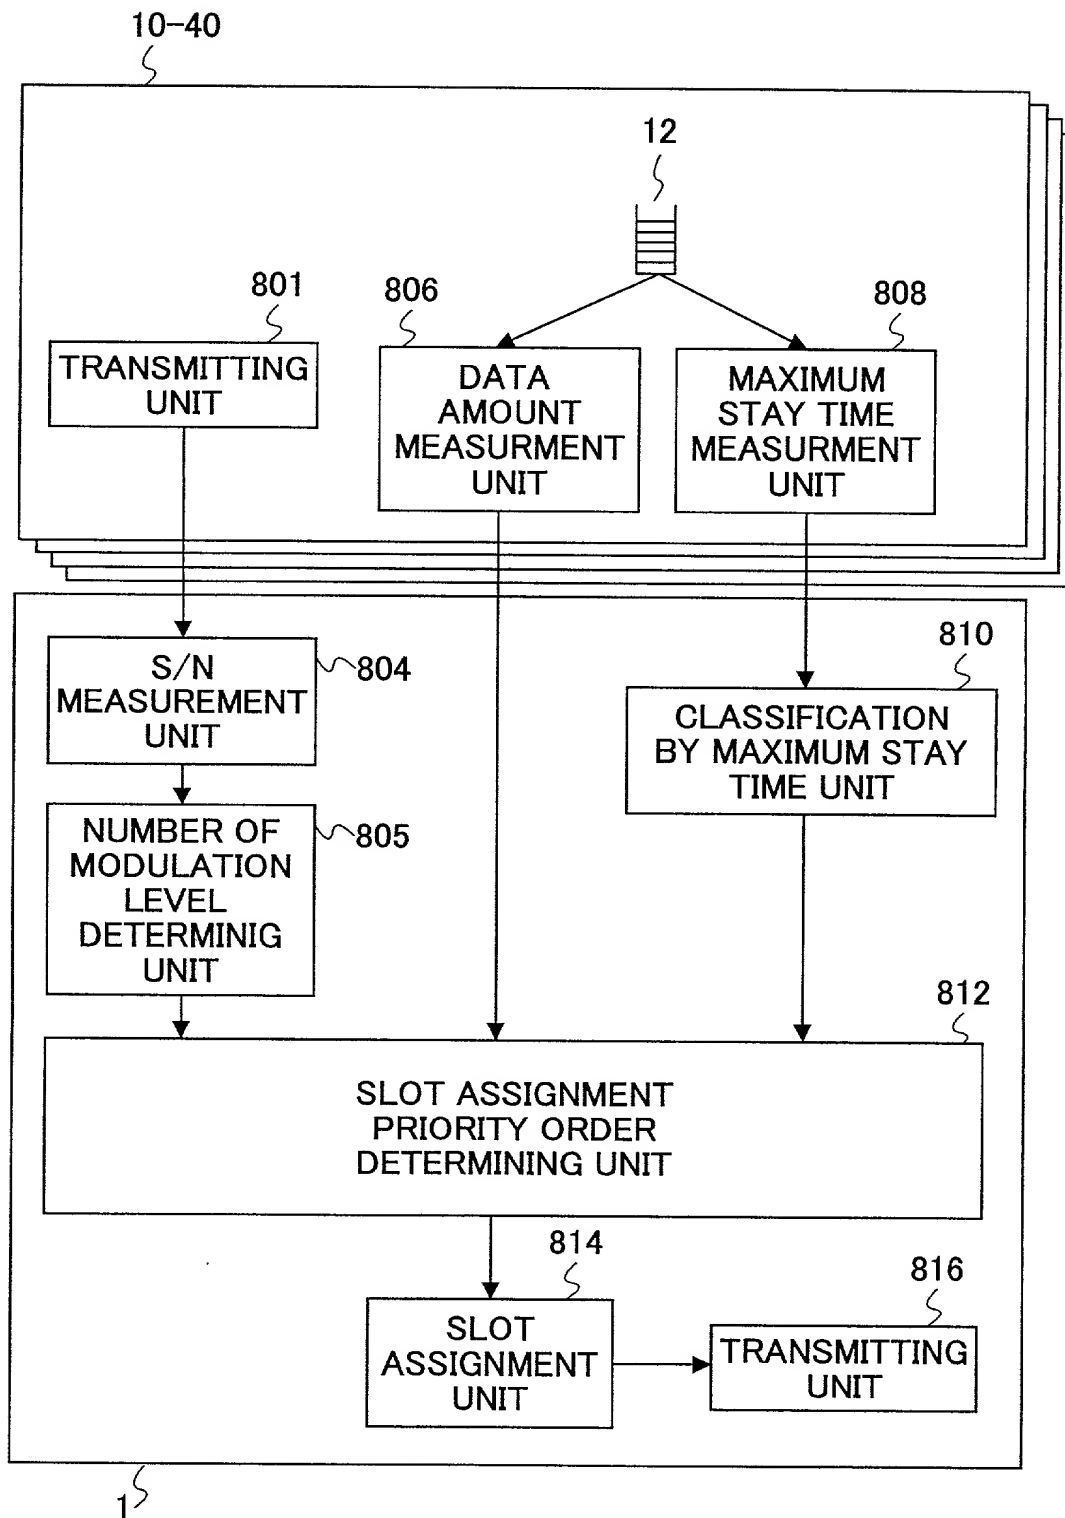 10-40
12
801
806
808
TRANSMITTING
UNIT
DATA
AMOUNT
MEASURMENT
UNIT
MAXIMUM
STAY TIME
MEASURMENT
UNIT
S/N
MEASUREMENT
UNIT
804
810
CLASSIFICATION
BY MAXIMUM STAY
TIME UNIT
NUMBER OF
MODULATION
LEVEL
DETERMINIG
UNIT
805
812
SLOT ASSIGNMENT
PRIORITY ORDER
DETERMINING UNIT
814
816
SLOT
ASSIGNMENT
UNIT
TRANSMITTING
UNIT
1